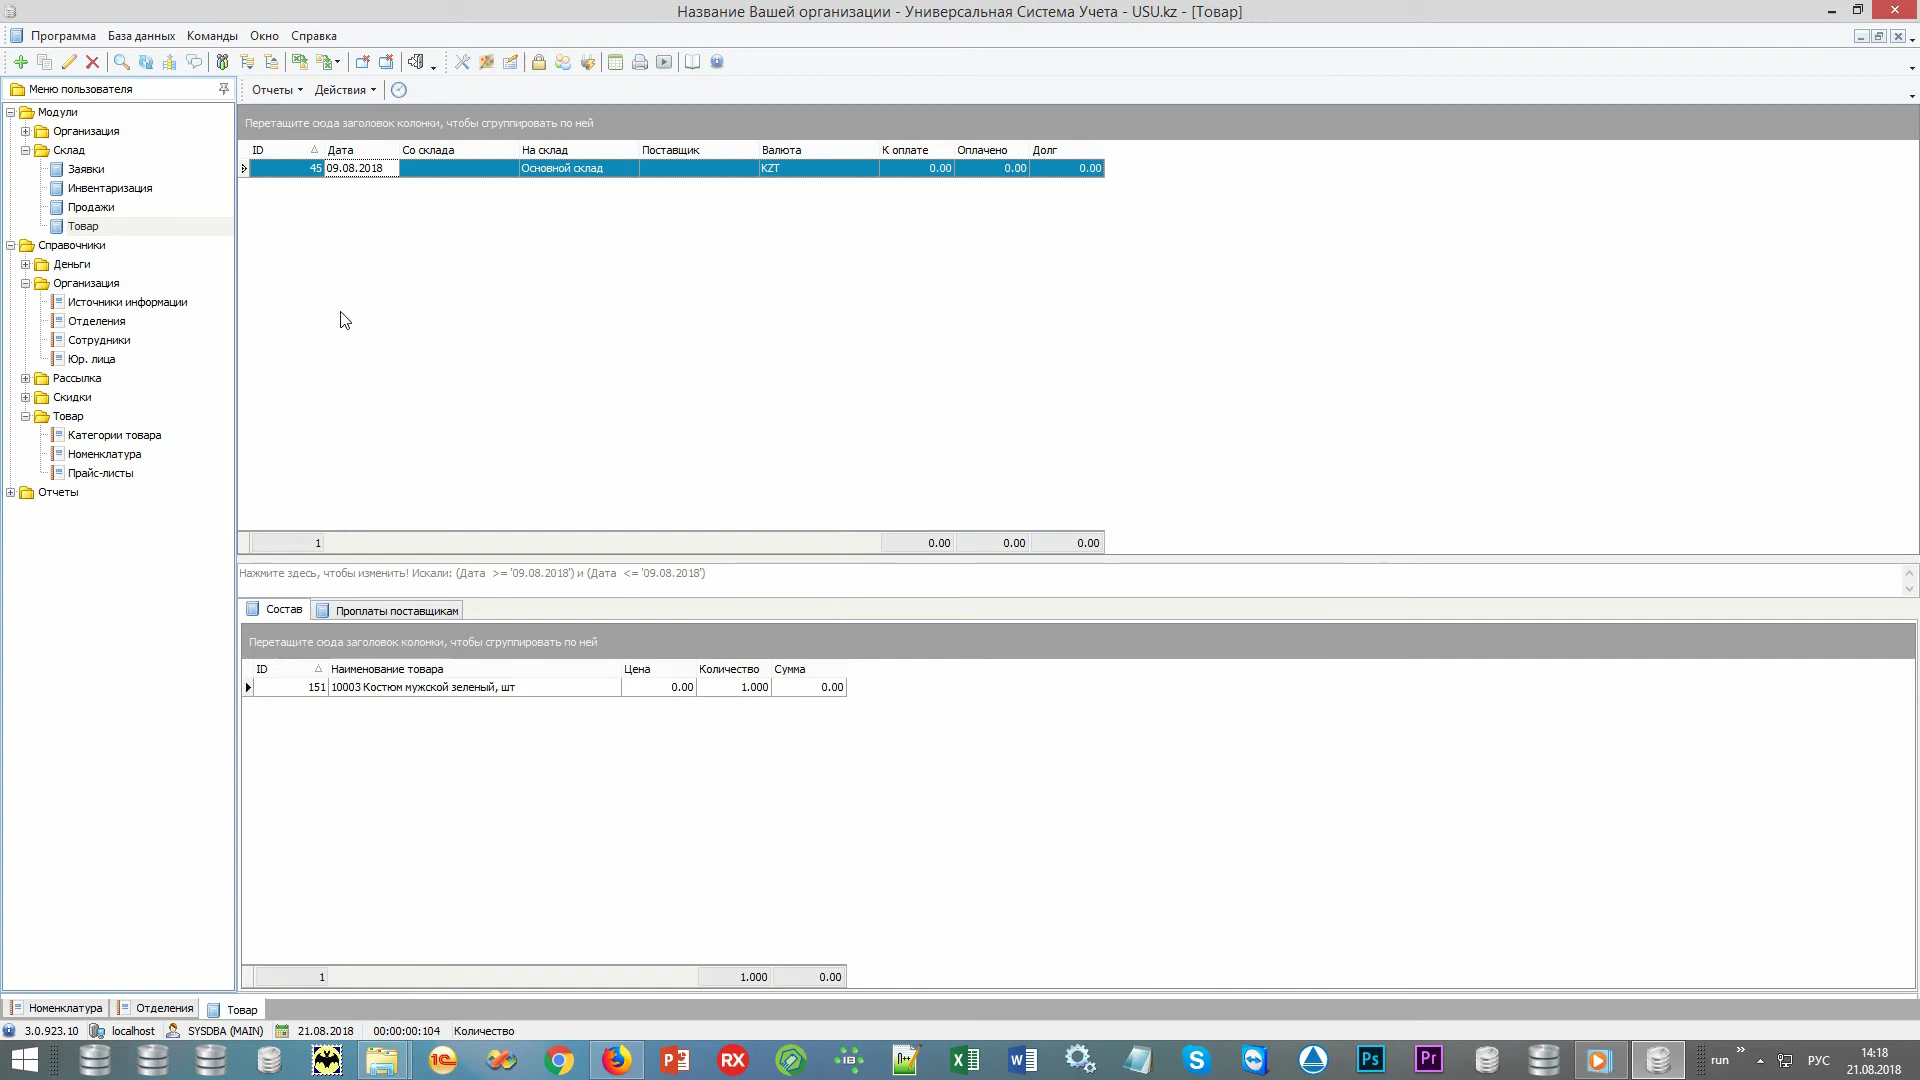 Название Вашей организации - Универсальная Система Учета - USU.kz - [Товар]
Программа База данных Команды Окно Справка
Меню пользователя
Отчеты Действия
Модули
Организация
Склад
Заявки
Инвентаризация
Продажи
Товар
Справочники
Деньги
Организация
Источники информации
Отделения
Сотрудники
Юр. лица
Рассылка
Скидки
Товар
Категории товара
Номенклатура
Прайс-листы
Отчеты
Перетащите сюда заголовок колонки, чтобы сгруппировать по ней
ID Дата Со склада На склад Поставщик Валюта К оплате Оплачено Долг
45 09.08.2018 Основной склад KZT 0.00 0.00 0.00
1 0.00 0.00 0.00
Нажмите здесь, чтобы изменить! Искали: (Дата >= '09.08.2018') и (Дата <= '09.08.2018')
Состав Проплаты поставщикам
Перетащите сюда заголовок колонки, чтобы сгруппировать по ней
ID Наименование товара Цена Количество Сумма
151 10003 Костюм мужской зеленый, шт 0.00 1.000 0.00
1 1.000 0.00
Номенклатура Отделения Товар
3.0.923.10 localhost SYSDBA (MAIN) 21.08.2018 00:00:00:104 Количество
run » РУС 14:18
21.08.2018